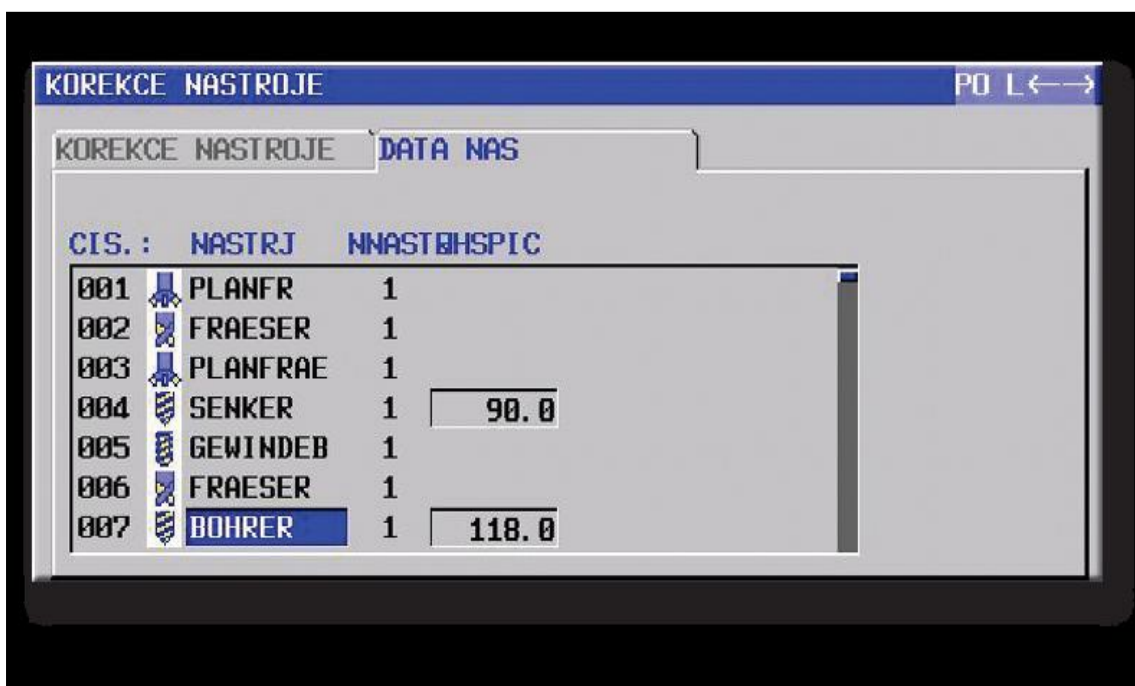 KOREKCE NASTROJE PO L<-->
KOREKCE NASTROJE DATA NAS
CIS.: NASTRJ
001 PLANFR 1
002 FRAESER 1
003 PLANFRAE 1
004 SENKER 1 90.0
005 GEWINDEB 1
006 FRAESER 1
007 BOHRER 1 118.0